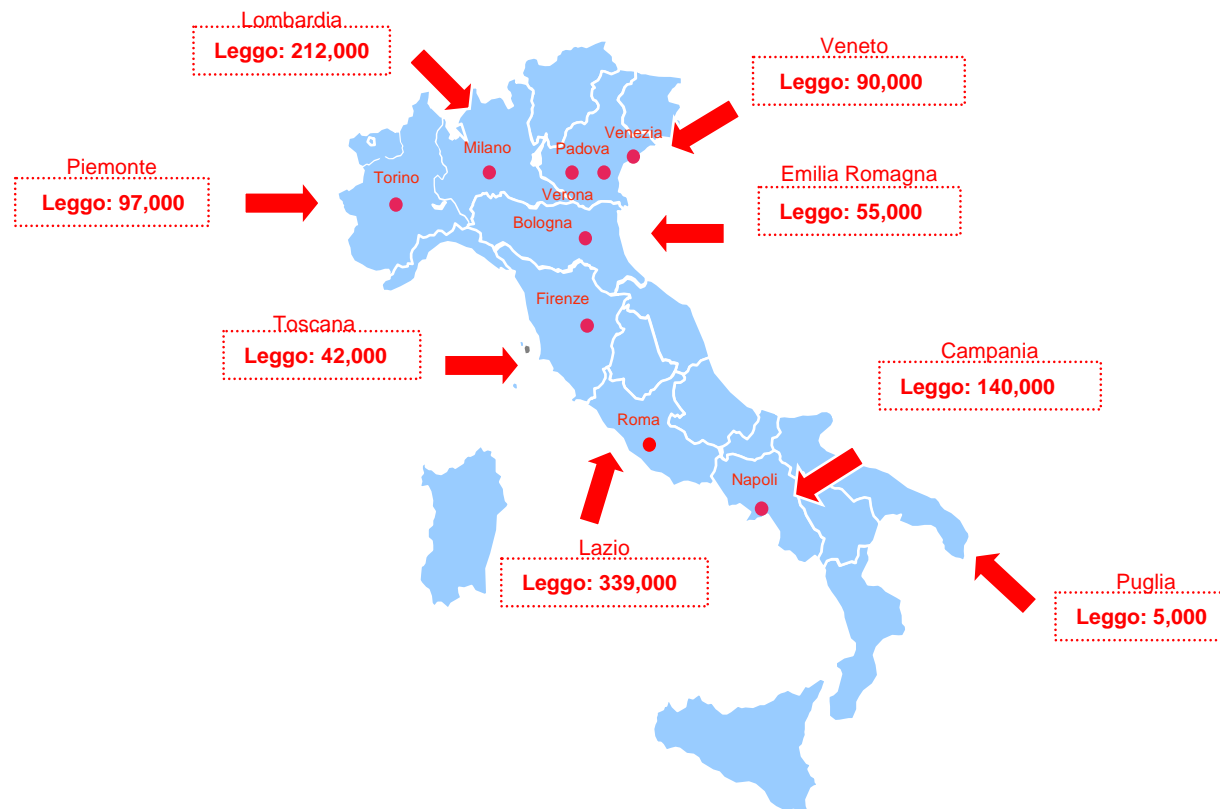 Lombardia
Leggo: 212,000
Veneto
Leggo: 90,000
Piemonte
Leggo: 97,000
Emilia Romagna
Leggo: 55,000
Toscana
Leggo: 42,000
Campania
Leggo: 140,000
Lazio
Leggo: 339,000
Puglia
Leggo: 5,000
Venezia
Milano
Padova
Torino
Verona
Bologna
Firenze
Roma
Napoli